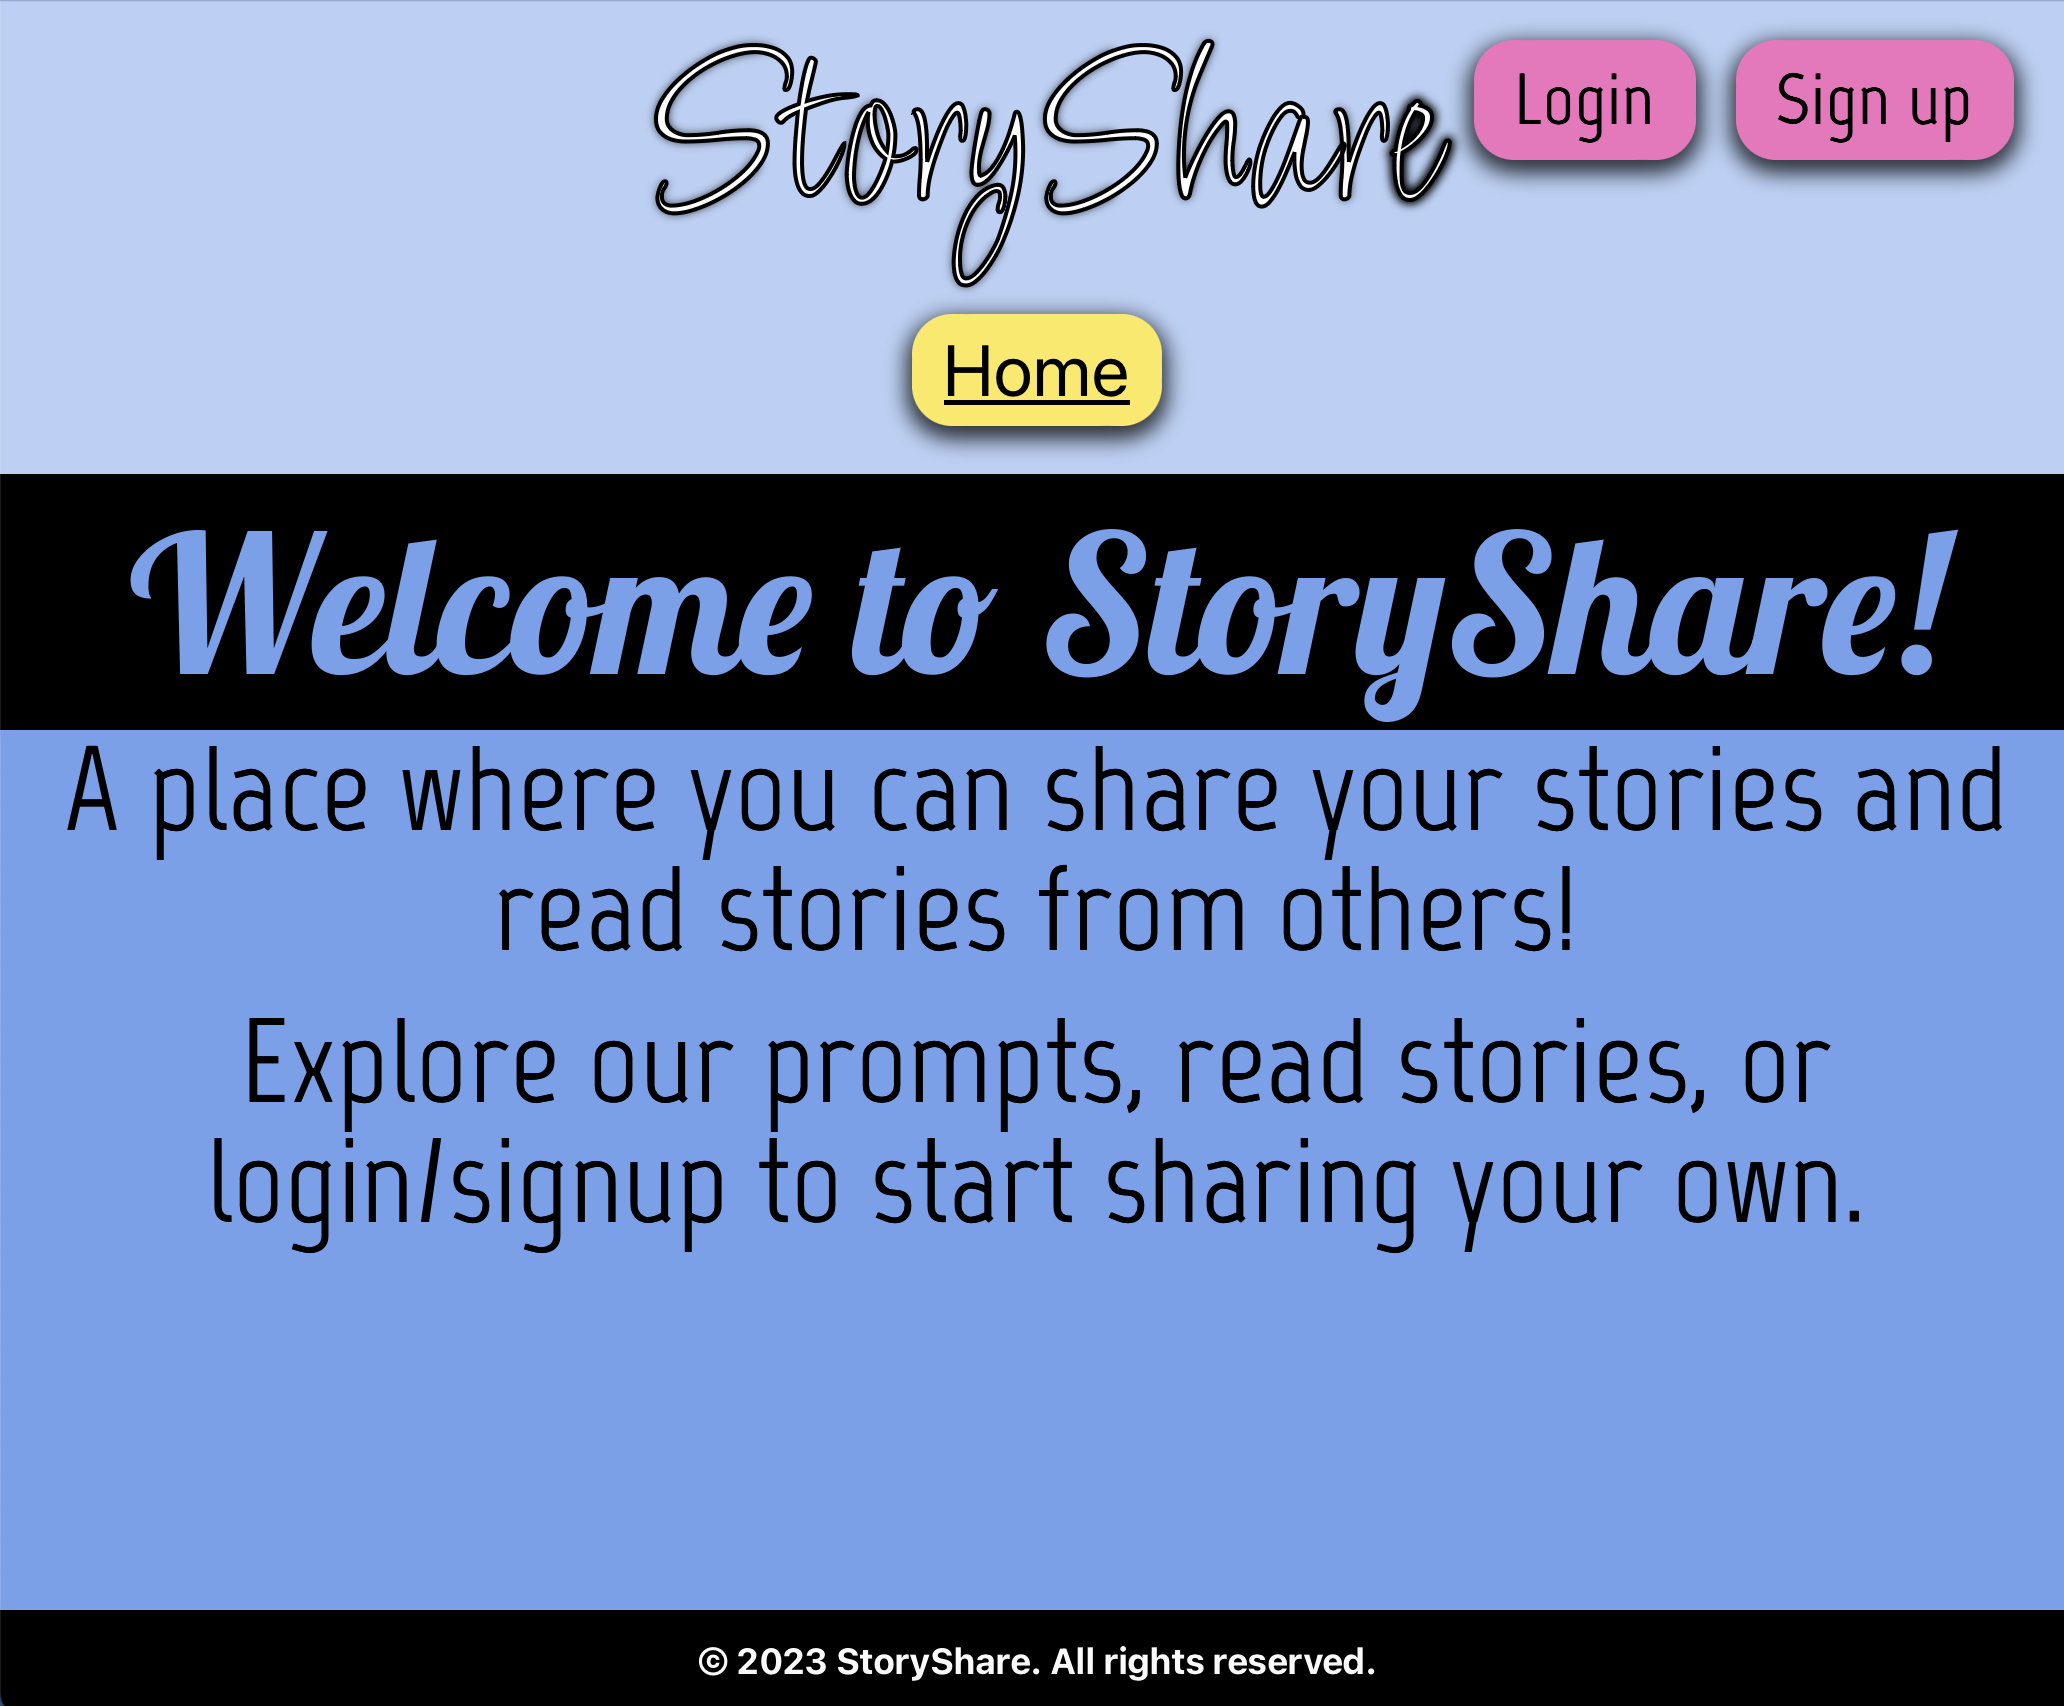 StoryShare
Login
Sign up
Home
Welcome to StoryShare!
A place where you can share your stories and
read stories from others!
Explore our prompts, read stories, or
login/signup to start sharing your own.
© 2023 StoryShare. All rights reserved.